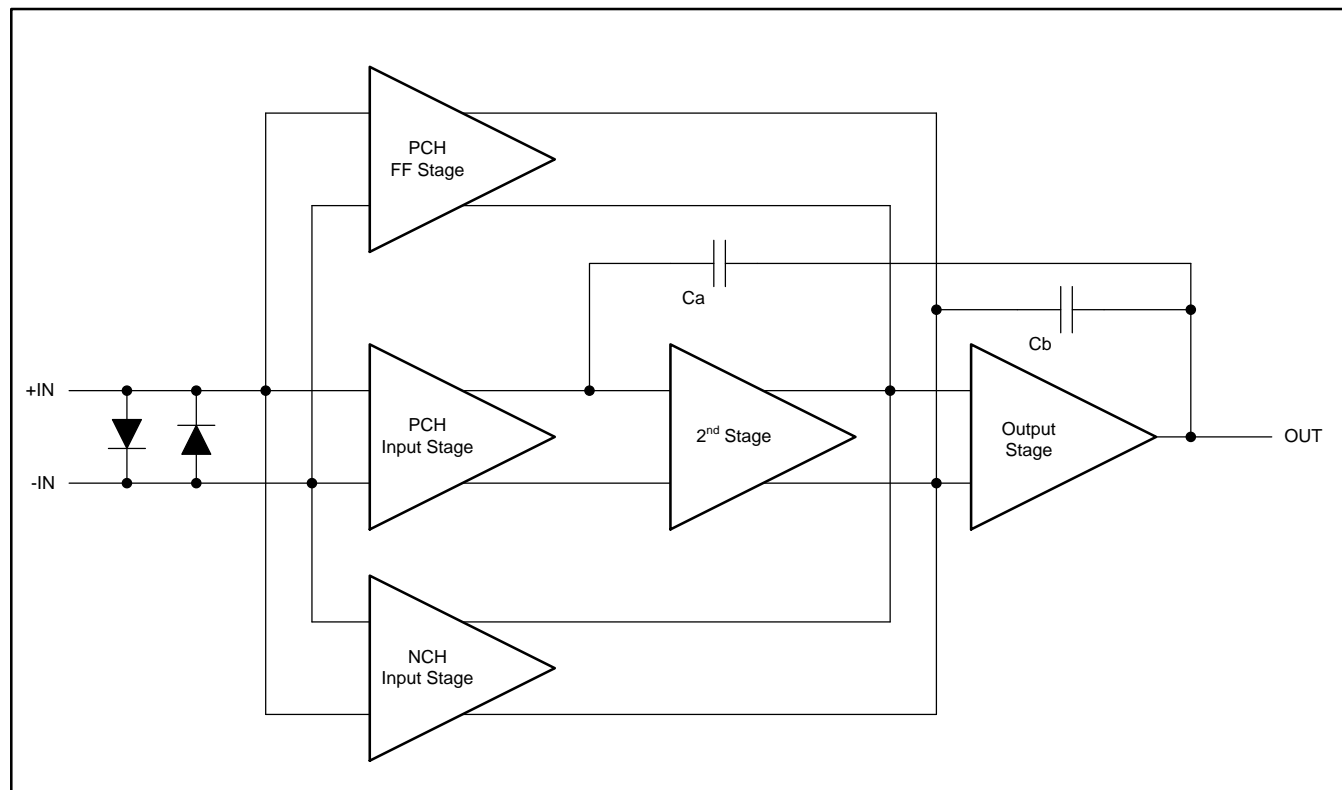 PCH
FF Stage
Ca
Cb
+IN
-IN
PCH
Input Stage
2nd Stage
Output
Stage
OUT
NCH
Input Stage